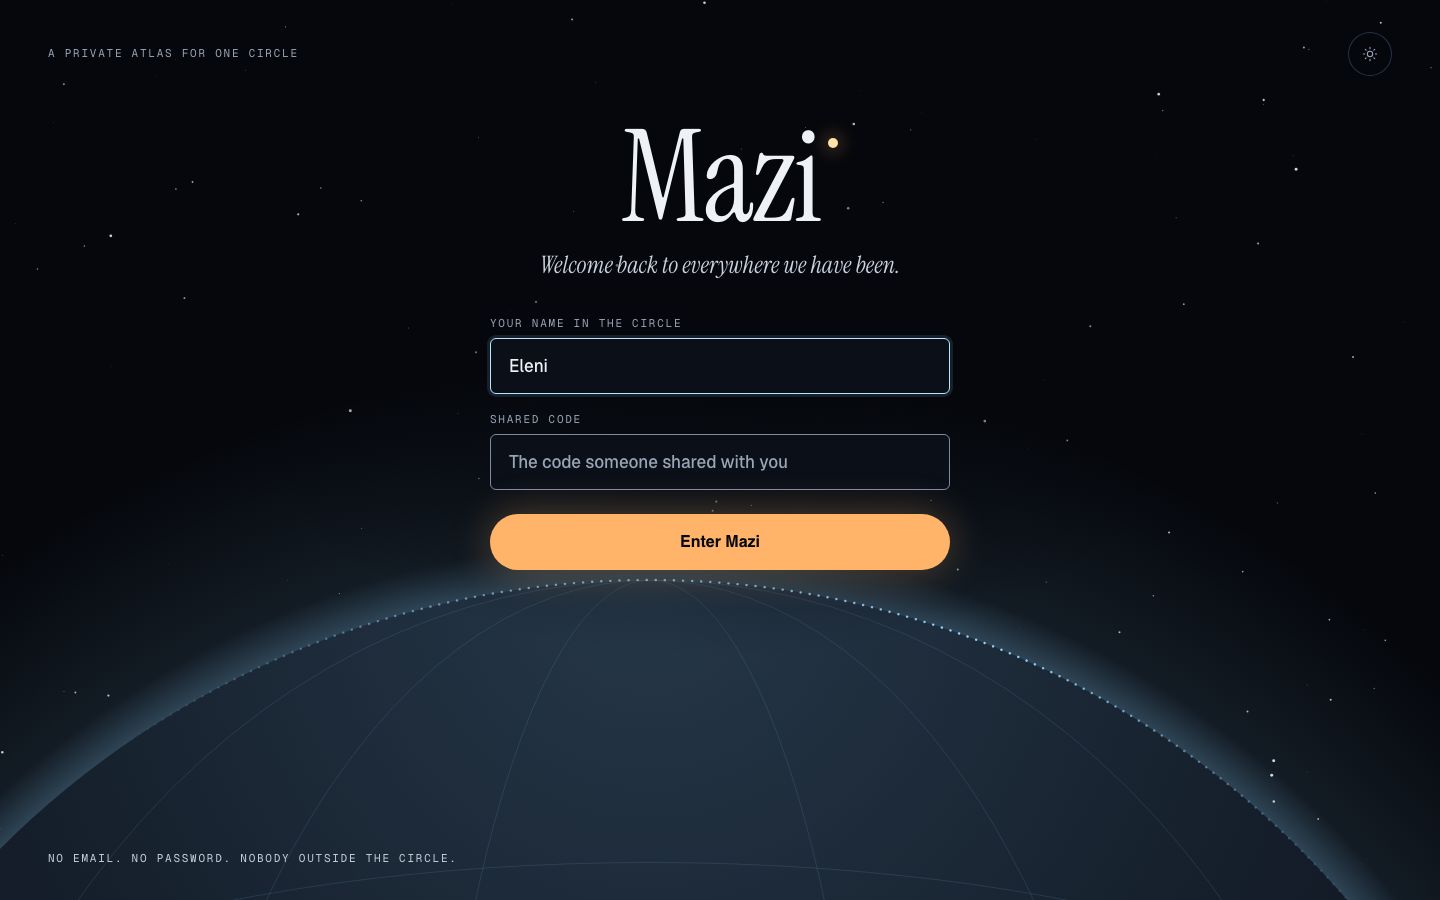 A PRIVATE ATLAS FOR ONE CIRCLE
Mazi
Welcome back to everywhere we have been.
YOUR NAME IN THE CIRCLE
Eleni
SHARED CODE
The code someone shared with you
Enter Mazi
NO EMAIL. NO PASSWORD. NOBODY OUTSIDE THE CIRCLE.